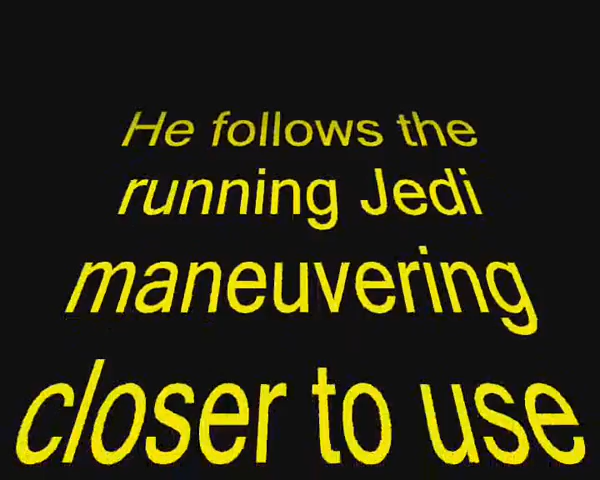 He follows the
running Jedi
maneuvering
closer to use